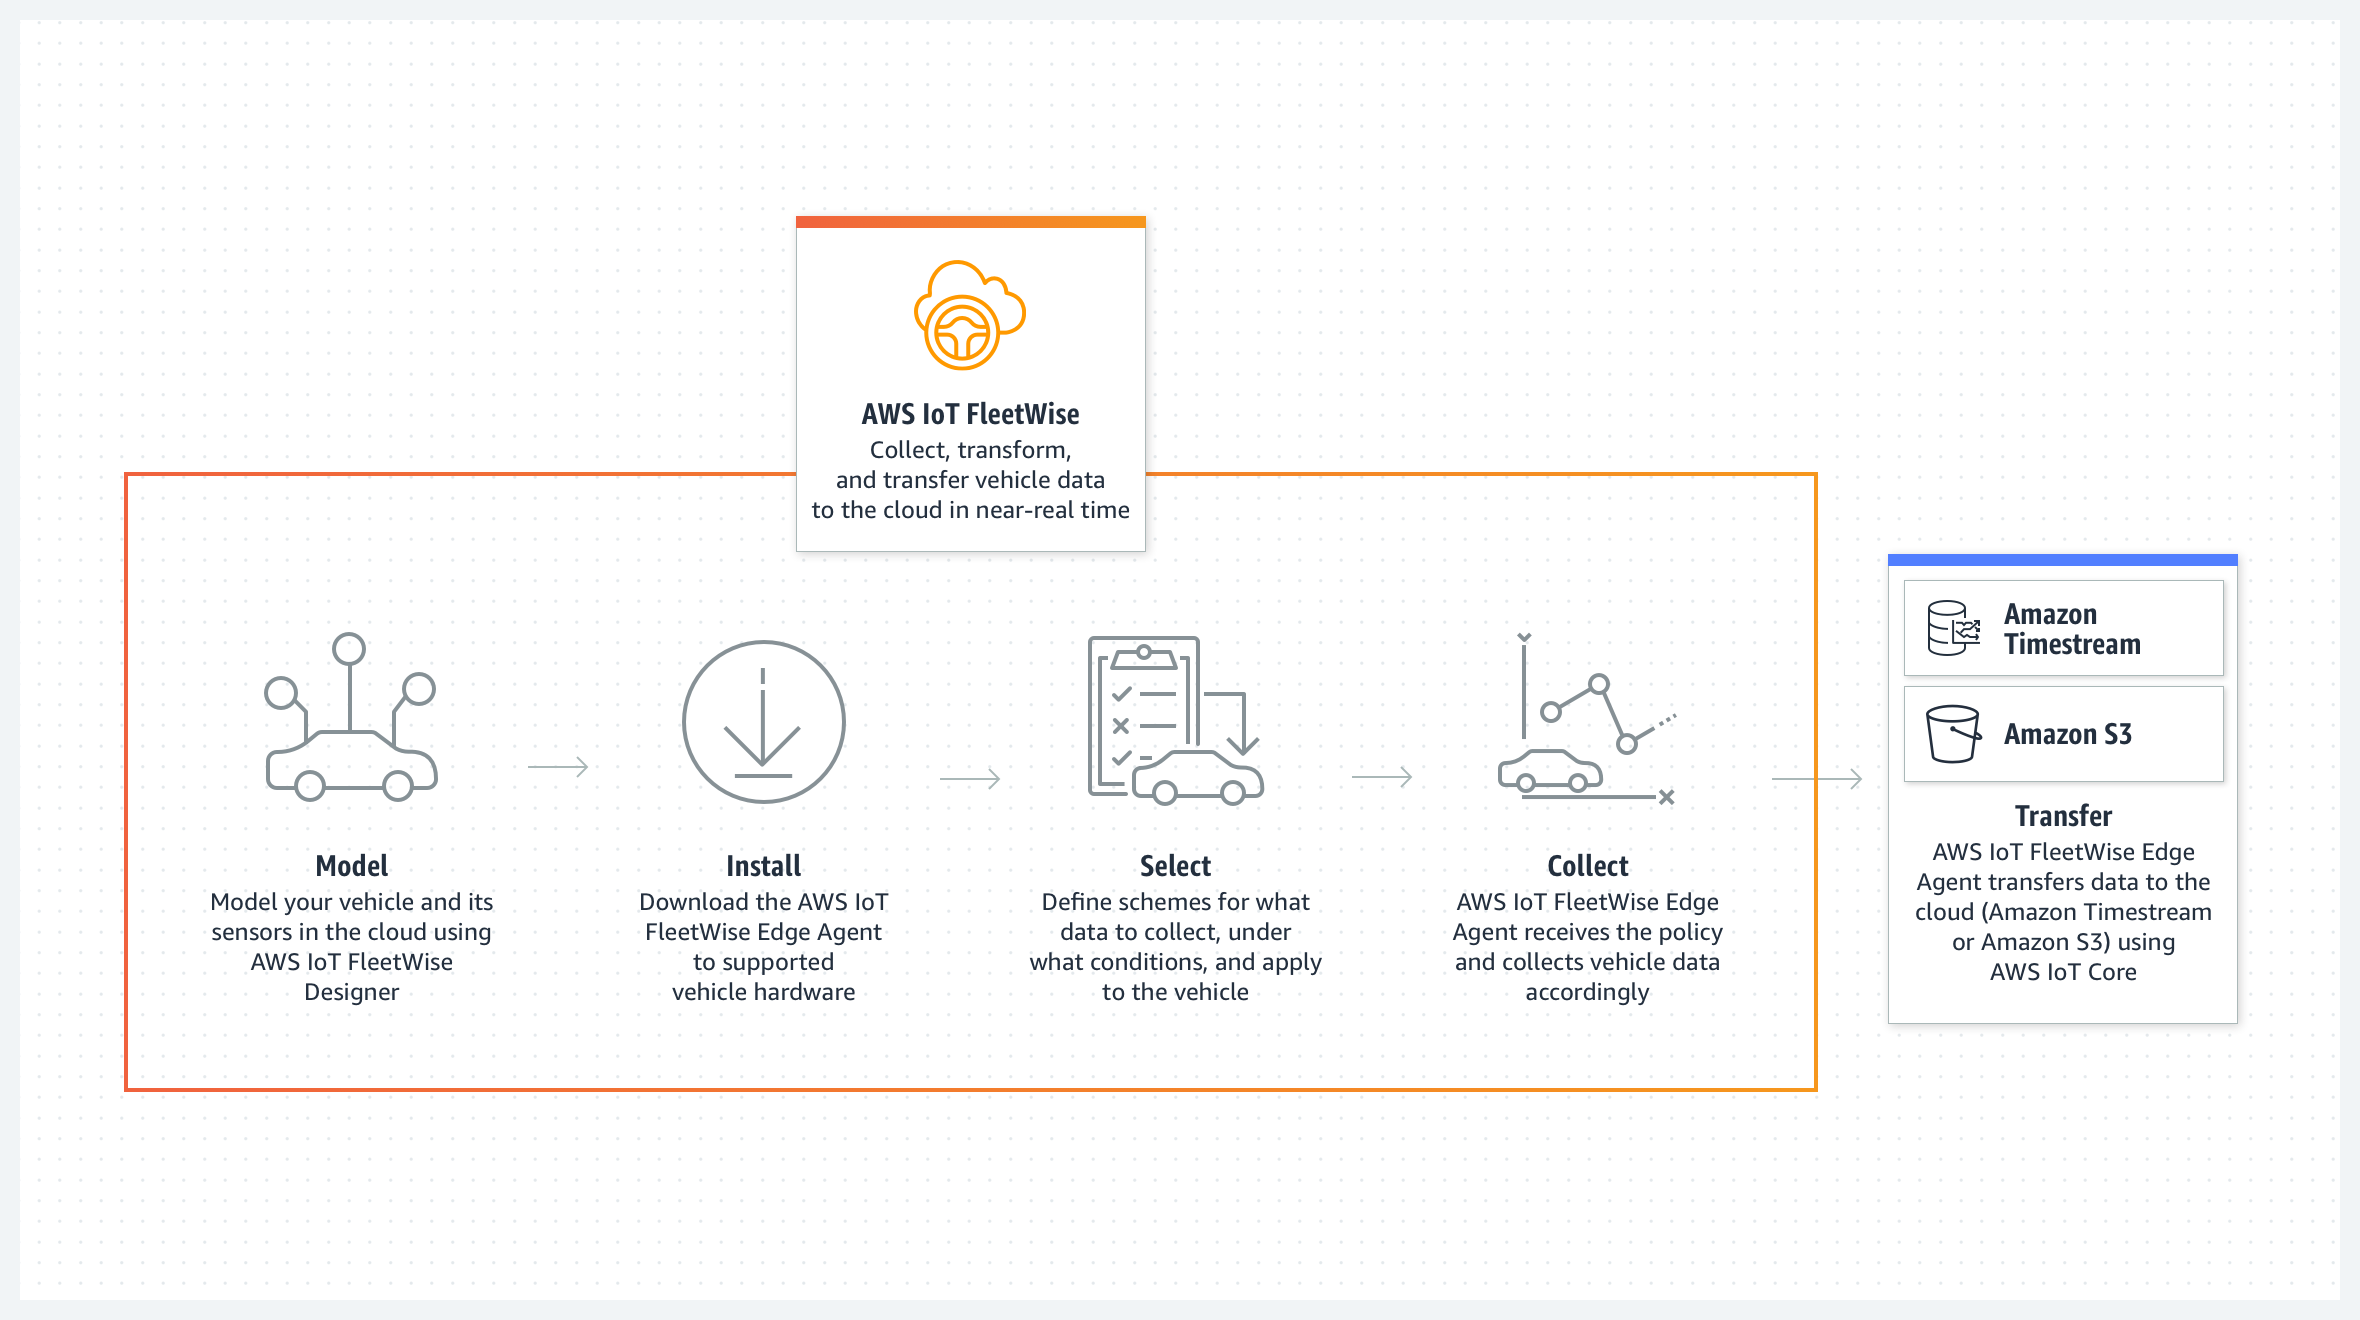 AWS IoT FleetWise
Collect, transform,
and transfer vehicle data
to the cloud in near-real time
Model
Model your vehicle and its
sensors in the cloud using
AWS IoT FleetWise
Designer
Install
Download the AWS IoT
FleetWise Edge Agent
to supported
vehicle hardware
Select
Define schemes for what
data to collect, under
what conditions, and apply
to the vehicle
Collect
AWS IoT FleetWise Edge
Agent receives the policy
and collects vehicle data
accordingly
Amazon
Timestream
Amazon S3
Transfer
AWS IoT FleetWise Edge
Agent transfers data to the
cloud (Amazon Timestream
or Amazon S3) using
AWS IoT Core